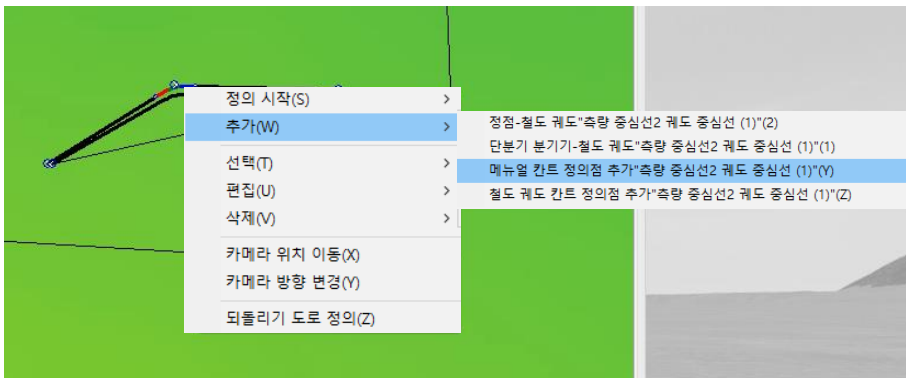 정의 시작(S)
추가(W)
선택(T)
편집(U)
삭제(V)
카메라 위치 이동(X)
카메라 방향 변경(Y)
되돌리기 도로 정의(Z)
정점-철도 궤도"측량 중심선2 궤도 중심선 (1)"(2)
단분기 분기기-철도 궤도"측량 중심선2 궤도 중심선 (1)"(1)
메뉴얼 칸트 정의점 추가"측량 중심선2 궤도 중심선 (1)"(Y)
철도 궤도 칸트 정의점 추가"측량 중심선2 궤도 중심선 (1)"(Z)